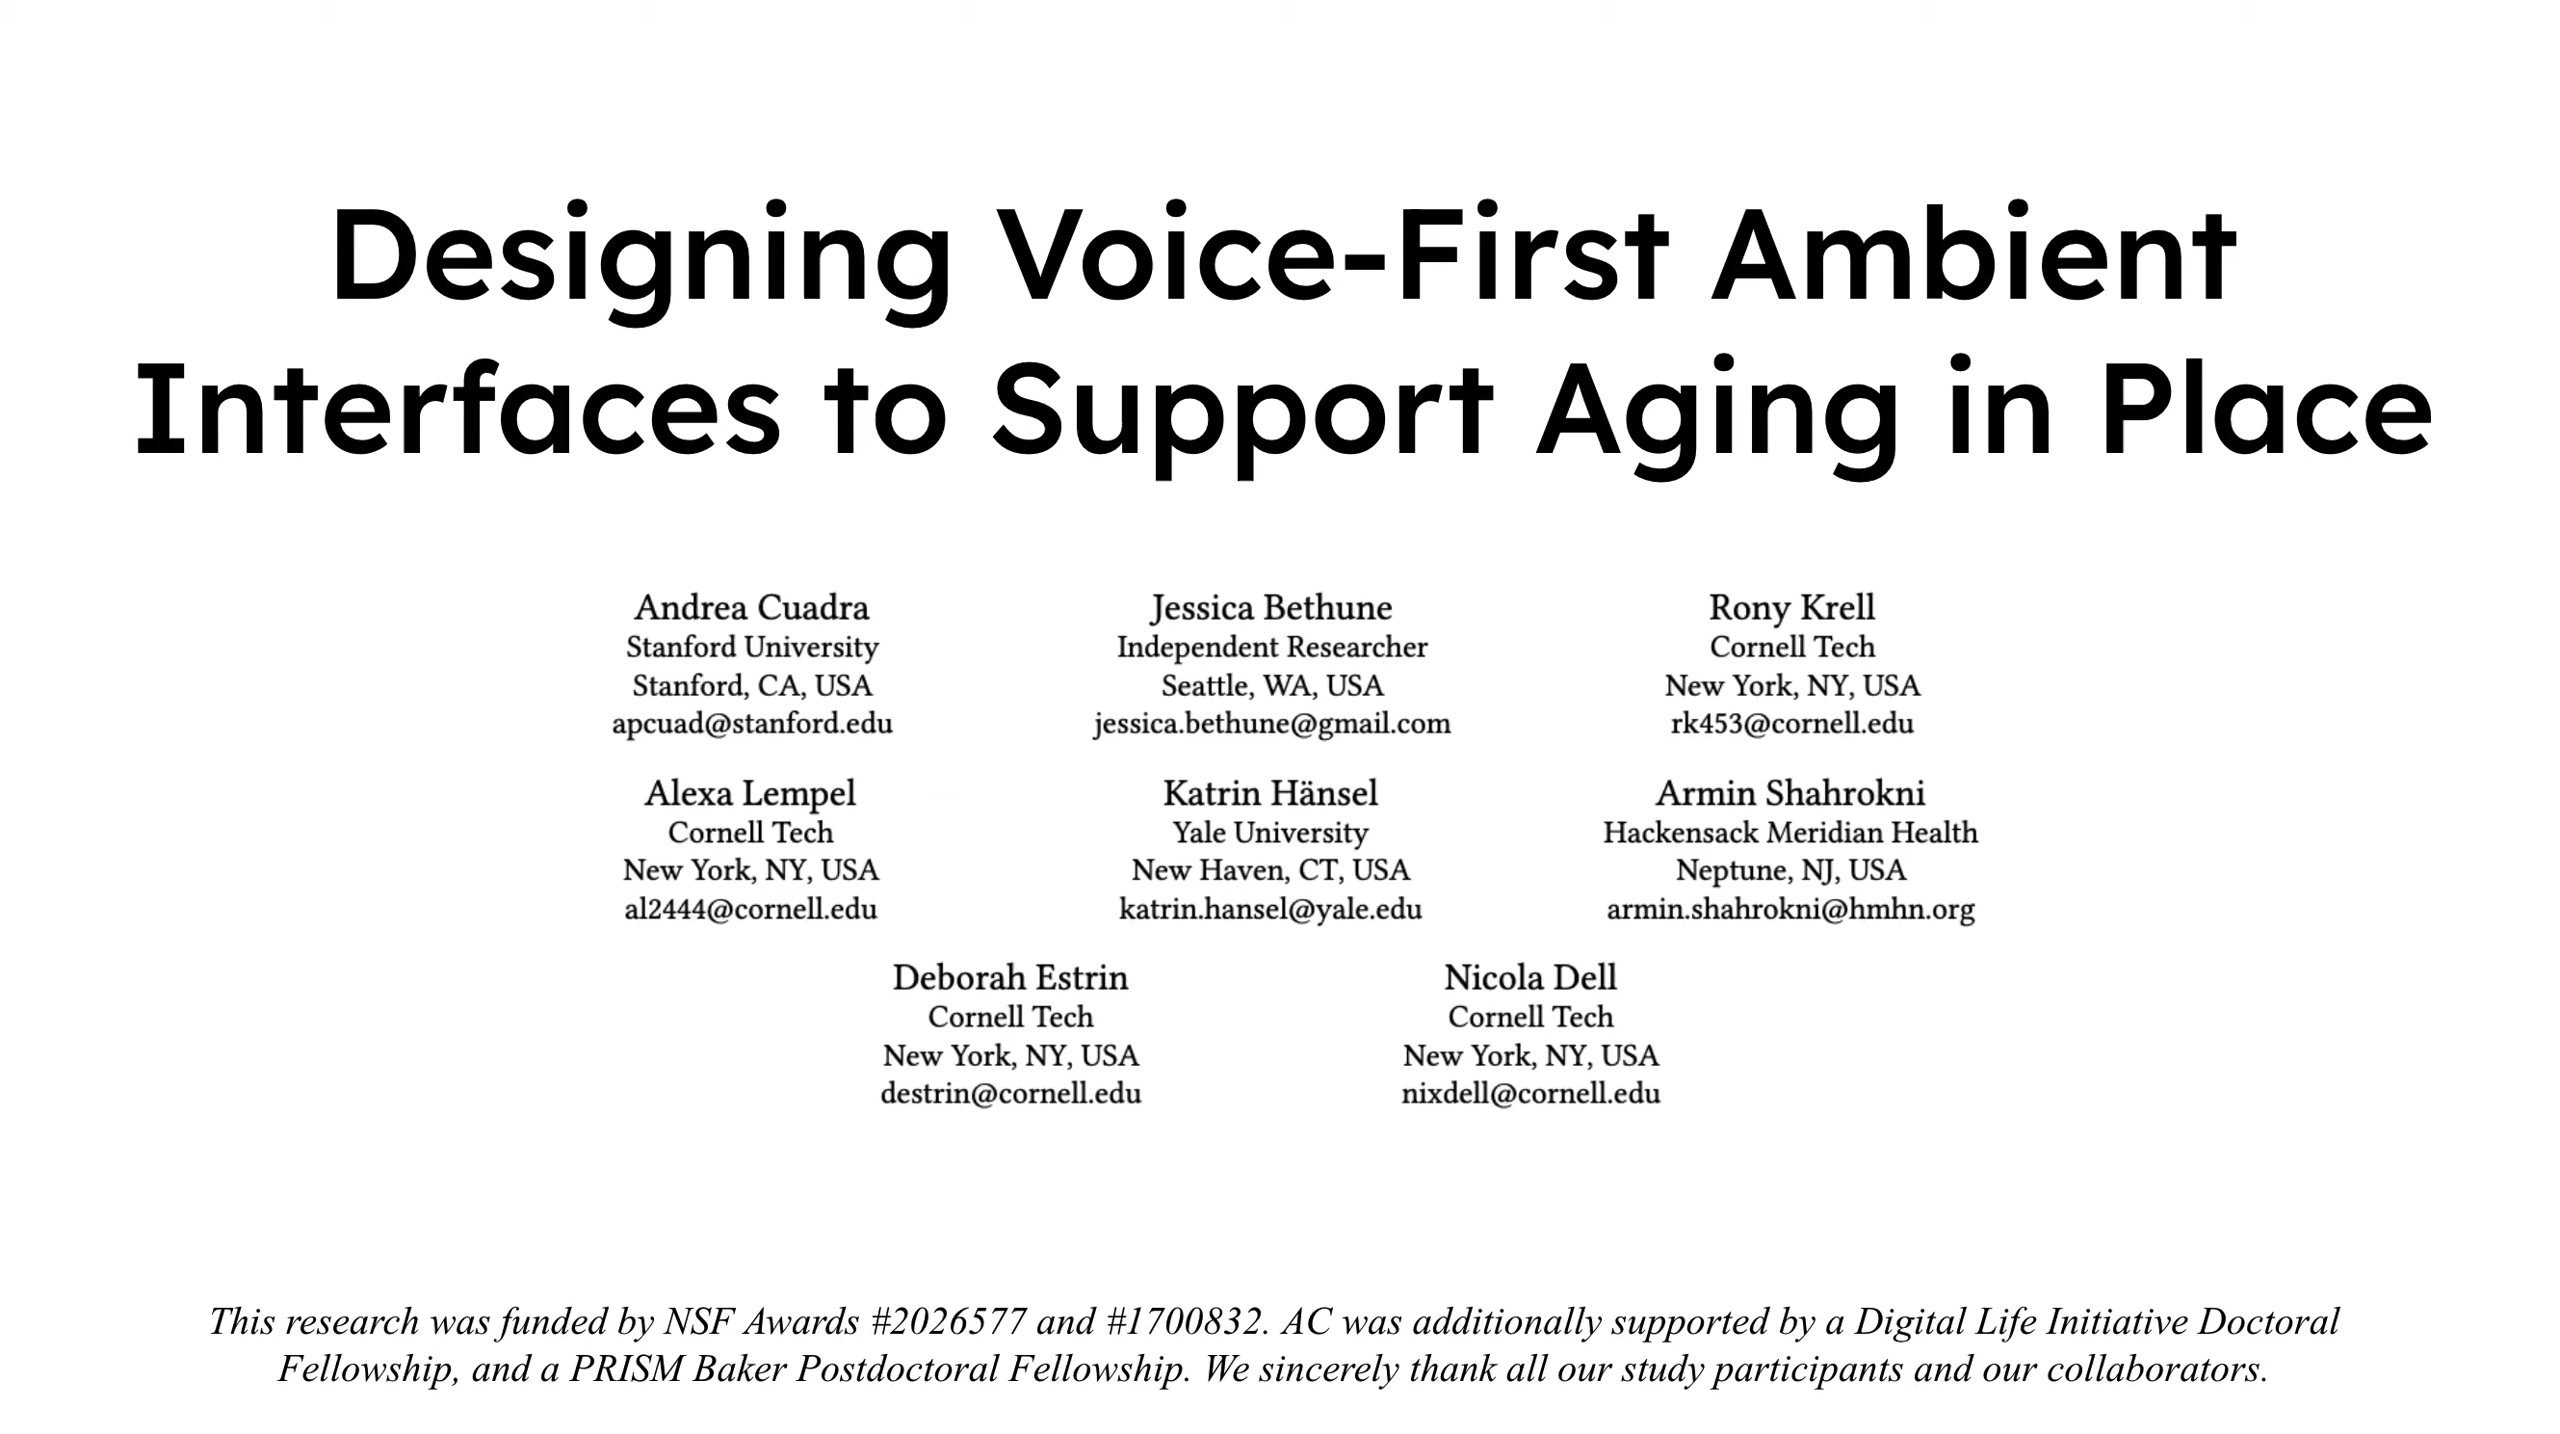 Designing Voice-First Ambient
Interfaces to Support Aging in Place
Andrea Cuadra
Stanford University
Stanford, CA, USA
apcuad@stanford.edu
Jessica Bethune
Independent Researcher
Seattle, WA, USA
jessica.bethune@gmail.com
Rony Krell
Cornell Tech
New York, NY, USA
rk453@cornell.edu
Alexa Lempel
Cornell Tech
New York, NY, USA
al2444@cornell.edu
Katrin Hänsel
Yale University
New Haven, CT, USA
katrin.hansel@yale.edu
Armin Shahrokni
Hackensack Meridian Health
Neptune, NJ, USA
armin.shahrokni@hmhn.org
Deborah Estrin
Cornell Tech
New York, NY, USA
destrin@cornell.edu
Nicola Dell
Cornell Tech
New York, NY, USA
nixdell@cornell.edu
This research was funded by NSF Awards #2026577 and #1700832. AC was additionally supported by a Digital Life Initiative Doctoral
Fellowship, and a PRISM Baker Postdoctoral Fellowship. We sincerely thank all our study participants and our collaborators.